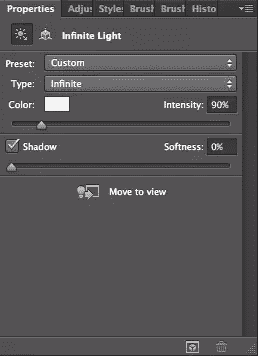 Properties Adjus Styles Brush Brush Histo
Infinite Light
Preset: Custom
Type: Infinite
Color: Intensity: 90%
Shadow Softness: 0%
Move to view